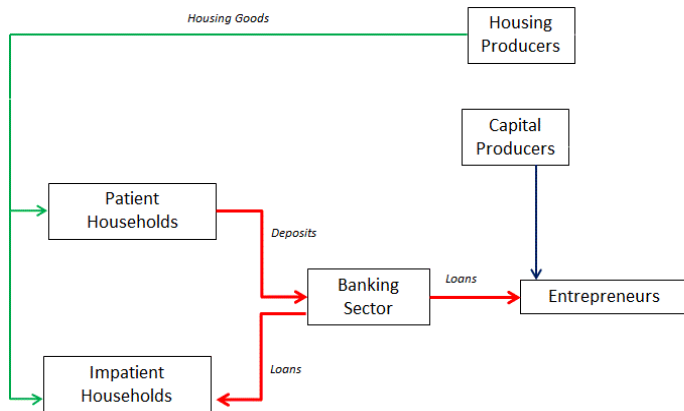 Housing Goods
Housing
Producers
Capital
Producers
Patient
Households
Deposits
Banking
Sector
Loans
Entrepreneurs
Impatient
Households
Loans